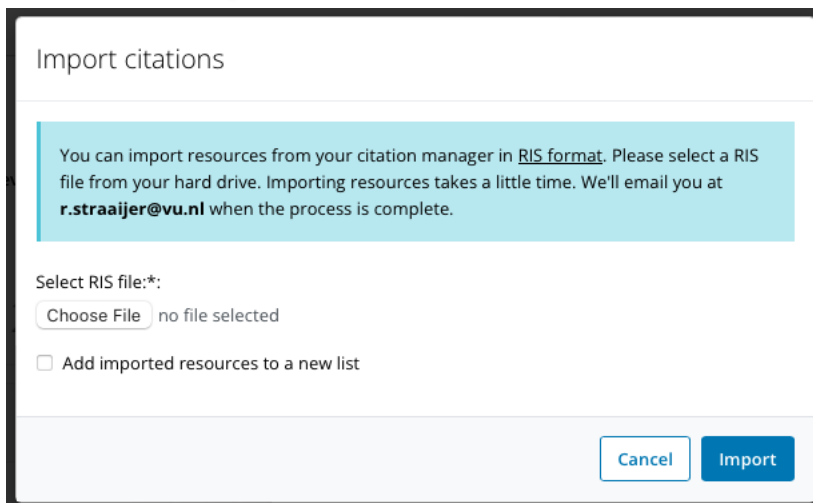 Import citations
You can import resources from your citation manager in RIS format. Please select a RIS
file from your hard drive. Importing resources takes a little time. We'll email you at
r.straaijer@vu.nl when the process is complete.
Select RIS file:*:
Choose File no file selected
Add imported resources to a new list
Cancel Import